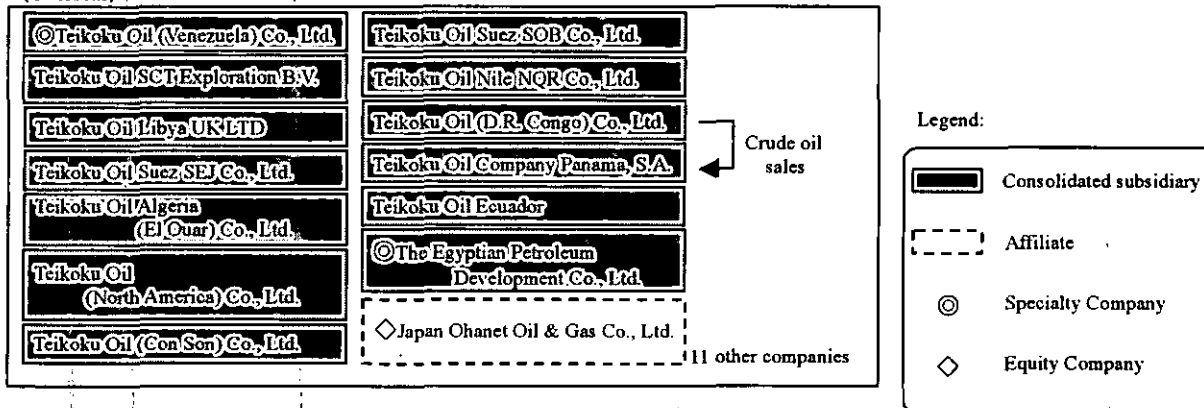 ◎Teikoku Oil (Venezuela) Co., Ltd.
Teikoku Oil SCT Exploration B.V.
Teikoku Oil Libya UK LTD
Teikoku Oil Suez SEJ Co., Ltd.
Teikoku Oil Algeria
(El Ouar) Co., Ltd.
Teikoku Oil
(North America) Co., Ltd.
Teikoku Oil (Con Son) Co., Ltd.
Teikoku Oil Suez SOB Co., Ltd.
Teikoku Oil Nile NQR Co., Ltd.
Teikoku Oil (D.R. Congo) Co., Ltd.
Teikoku Oil Company Panama, S.A.
Teikoku Oil Ecuador
◎The Egyptian Petroleum
Development Co., Ltd.
◇Japan Ohanet Oil & Gas Co., Ltd.
11 other companies
Crude oil
sales
Legend:
Consolidated subsidiary
Affiliate
◎ Specialty Company
◇ Equity Company